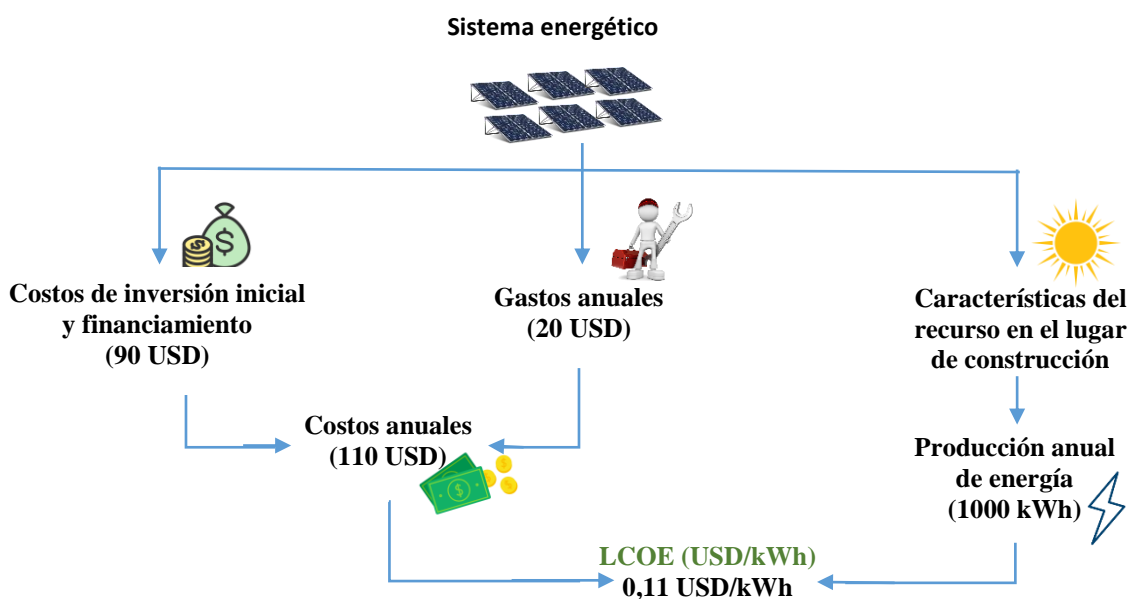 Sistema energético
Costos de inversión inicial
y financiamiento
(90 USD)
Gastos anuales
(20 USD)
Características del
recurso en el lugar
de construcción
Costos anuales
(110 USD)
Producción anual
de energía
(1000 kWh)
LCOE (USD/kWh)
0,11 USD/kWh